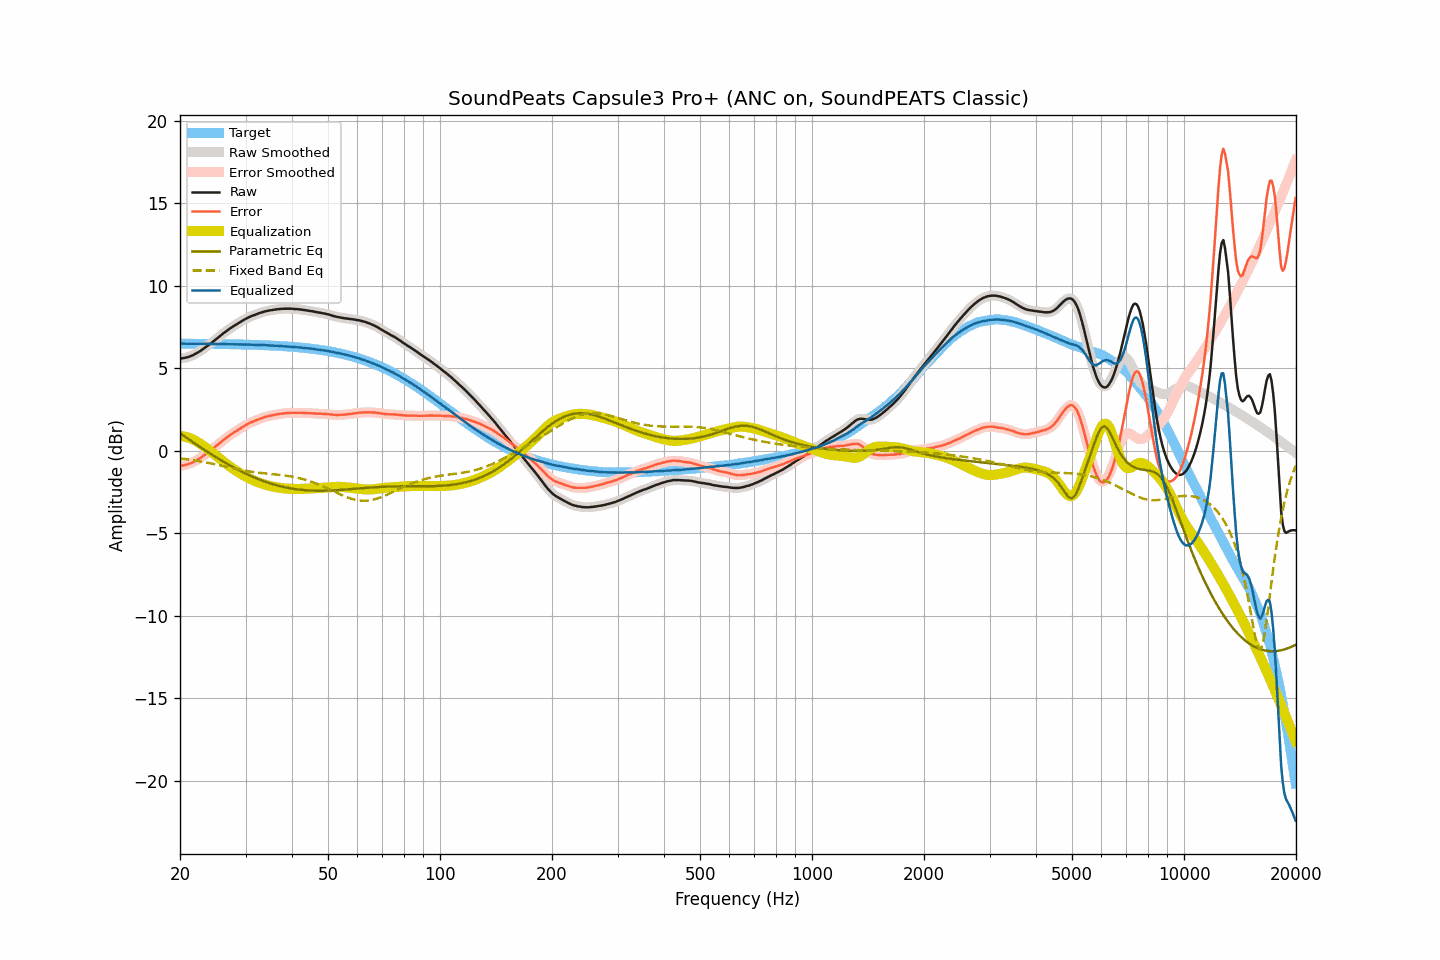 SoundPeats Capsule3 Pro+ (ANC on, SoundPEATS Classic)
Target
Raw Smoothed
Error Smoothed
Raw
Error
Equalization
Parametric Eq
Fixed Band Eq
Equalized
20
15
10
5
0
−5
−10
−15
−20
Amplitude (dBr)
20 50 100 200 500 1000 2000 5000 10000 20000
Frequency (Hz)